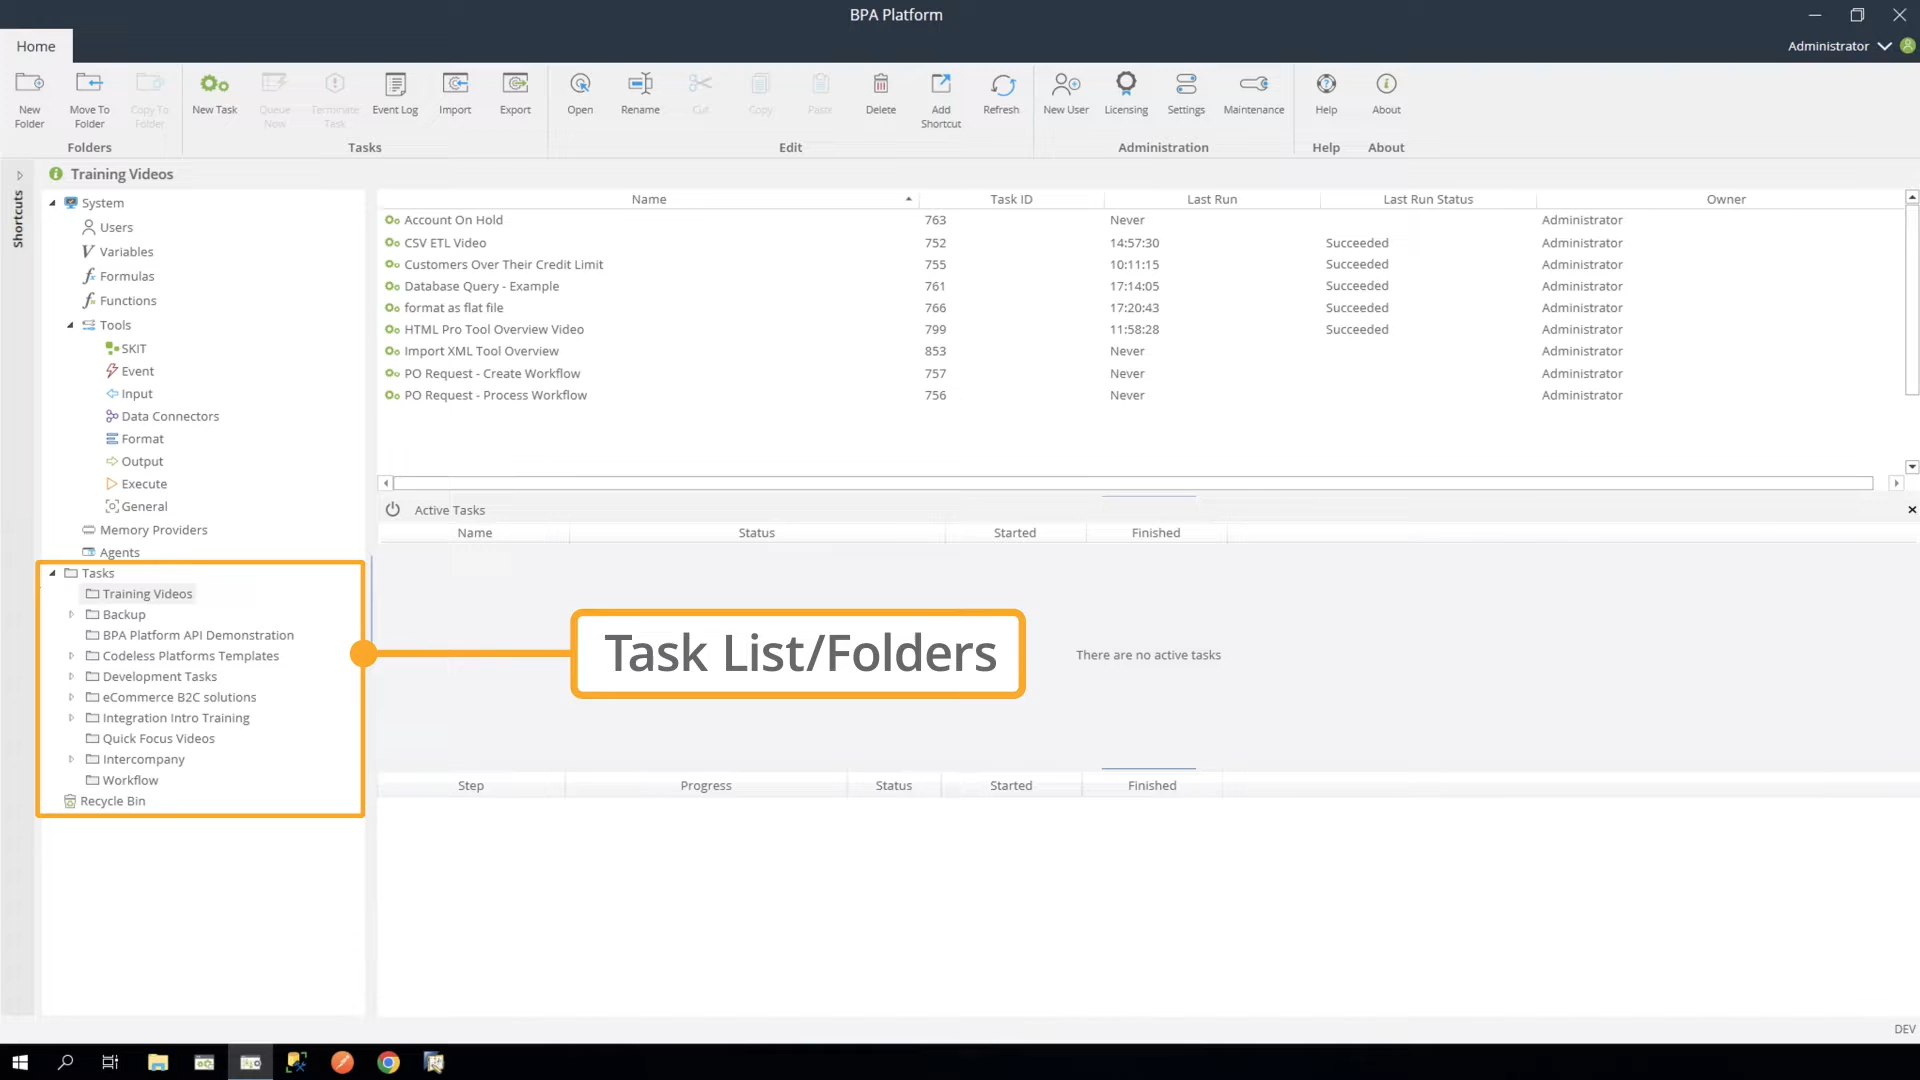 BPA Platform
Home
Administrator
New Folder
Move To Folder
Copy To Folder
New Task
Queue Now
Terminate Task
Event Log
Import
Export
Open
Rename
Cut
Copy
Paste
Delete
Add Shortcut
Refresh
New User
Licensing
Settings
Maintenance
Help
About
Folders
Tasks
Edit
Administration
Help
About
Shortcuts
Training Videos
System
Users
Variables
Formulas
Functions
Tools
SKIT
Event
Input
Data Connectors
Format
Output
Execute
General
Memory Providers
Agents
Tasks
Training Videos
Backup
BPA Platform API Demonstration
Codeless Platforms Templates
Development Tasks
eCommerce B2C solutions
Integration Intro Training
Quick Focus Videos
Intercompany
Workflow
Recycle Bin
Name Task ID Last Run Last Run Status Owner
Account On Hold 763 Never Administrator
CSV ETL Video 752 14:57:30 Succeeded Administrator
Customers Over Their Credit Limit 755 10:11:15 Succeeded Administrator
Database Query - Example 761 17:14:05 Succeeded Administrator
format as flat file 766 17:20:43 Succeeded Administrator
HTML Pro Tool Overview Video 799 11:58:28 Succeeded Administrator
Import XML Tool Overview 853 Never Administrator
PO Request - Create Workflow 757 Never Administrator
PO Request - Process Workflow 756 Never Administrator
Active Tasks
Name Status Started Finished
Task List/Folders
There are no active tasks
Step Progress Status Started Finished
DEV